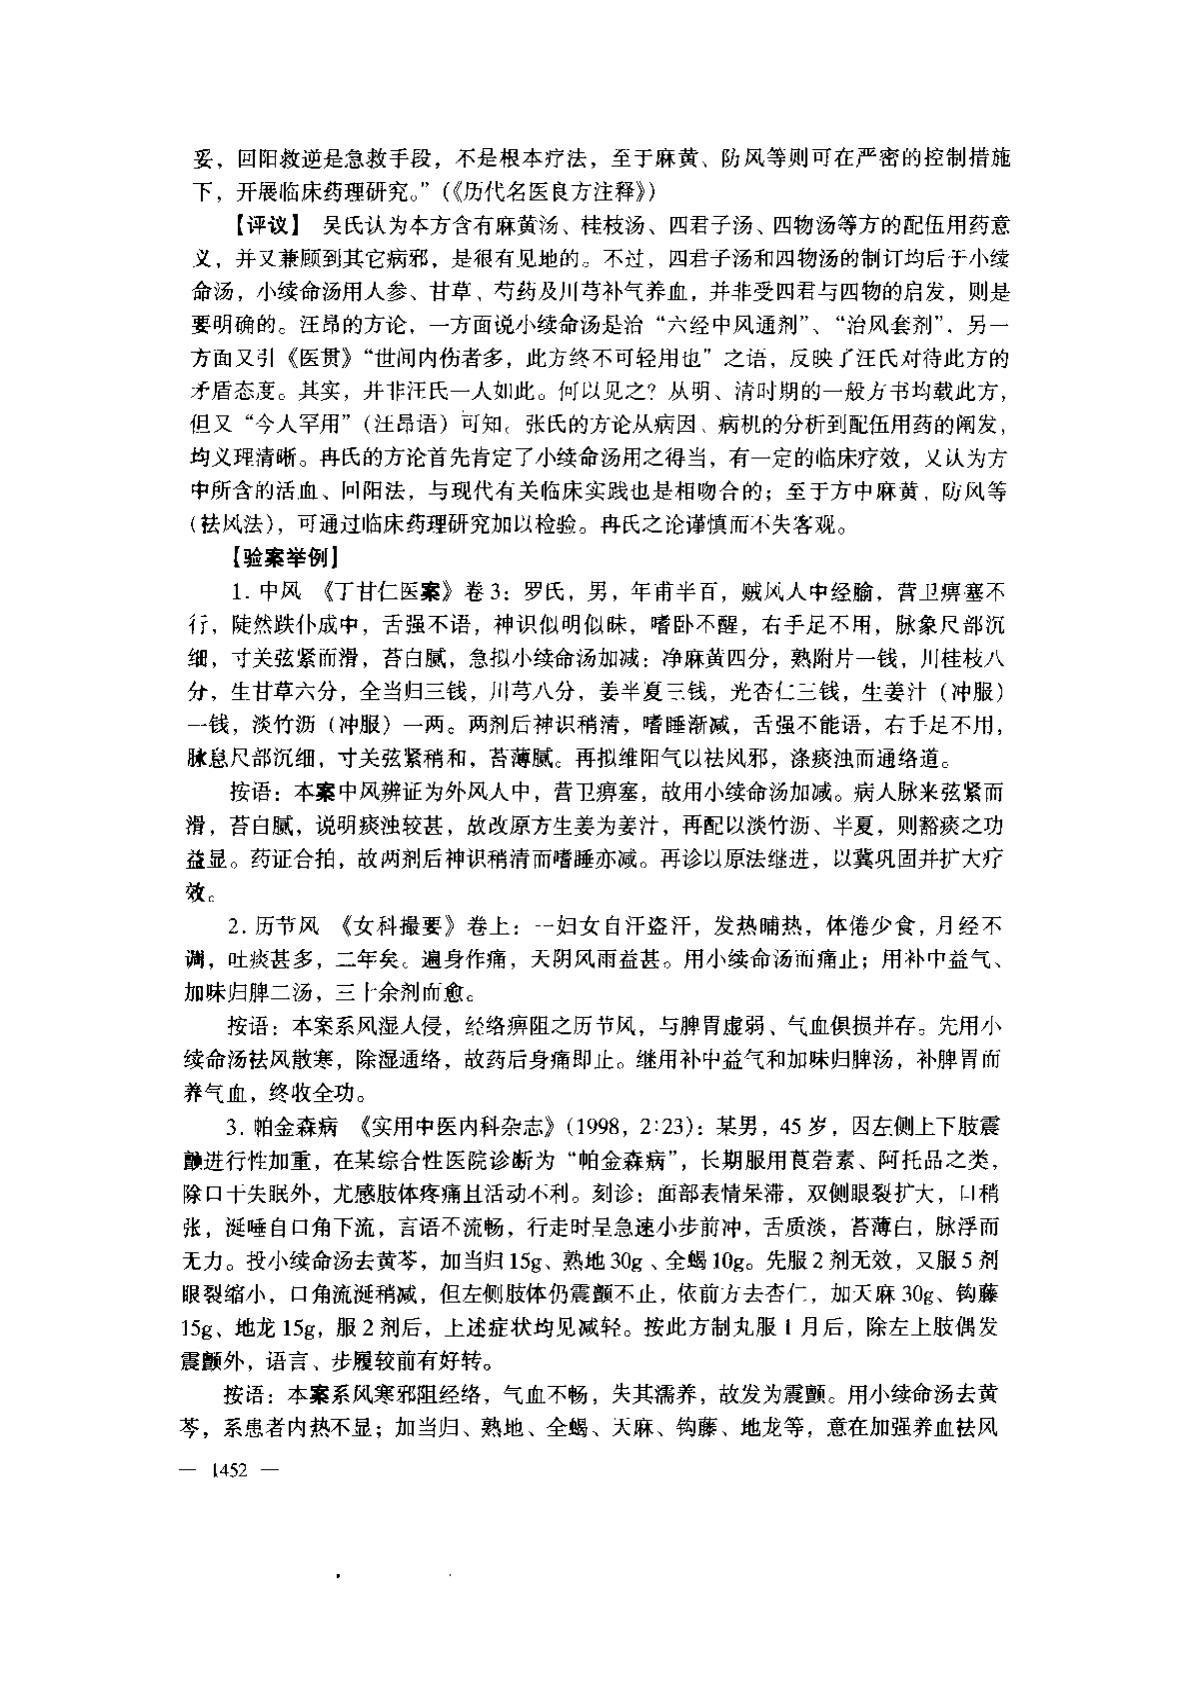 妥，回阳救逆是急救手段，不是根本疗法，至于麻黄、防风等则可在严密的控制措施
下，开展临床药理研究。”（《历代名医良方注释》）
【评议】 吴氏认为本方含有麻黄汤、桂枝汤、四君子汤、四物汤等方的配伍用药意
义，并又兼顾到其它病邪，是很有见地的。不过，四君子汤和四物汤的制订均后于小续
命汤，小续命汤用人参、甘草、芍药及川芎补气养血，并非受四君与四物的启发，则是
要明确的。汪昂的方论，一方面说小续命汤是治“六经中风通剂”、“治风套剂”，另一
方面又引《医贯》“世间内伤者多，此方终不可轻用也”之语，反映了汪氏对待此方的
矛盾态度。其实，并非汪氏一人如此。何以见之？从明、清时期的一般方书均载此方，
但又“今人罕用”（汪昂语）可知。张氏的方论从病因、病机的分析到配伍用药的阐发，
均义理清晰。冉氏的方论首先肯定了小续命汤用之得当，有一定的临床疗效，又认为方
中所含的活血、回阳法，与现代有关临床实践也是相吻合的；至于方中麻黄，防风等
（祛风法），可通过临床药理研究加以检验。冉氏之论谨慎而不失客观。
【验案举例】
1. 中风 《丁甘仁医案》卷 3：罗氏，男，年甫半百，贼风入中经腧，营卫痹塞不
行，陡然跌仆成中，舌强不语，神识似明似昧，嗜卧不醒，右手足不用，脉象尺部沉
细，寸关弦紧而滑，苔白腻，急拟小续命汤加减：净麻黄四分，熟附片一钱，川桂枝八
分，生甘草六分，全当归三钱，川芎八分，姜半夏三钱，光杏仁三钱，生姜汁（冲服）
一钱，淡竹沥（冲服）一两。两剂后神识稍清，嗜睡渐减，舌强不能语，右手足不用，
脉息尺部沉细，寸关弦紧稍和，苔薄腻。再拟维阳气以祛风邪，涤痰浊而通络道。
按语：本案中风辨证为外风入中，营卫痹塞，故用小续命汤加减。病人脉来弦紧而
滑，苔白腻，说明痰浊较甚，故改原方生姜为姜汁，再配以淡竹沥、半夏，则豁痰之功
益显。药证合拍，故两剂后神识稍清而嗜睡亦减。再诊以原法继进，以冀巩固并扩大疗
效。
2. 历节风 《女科撮要》卷上：一妇女自汗盗汗，发热晡热，体倦少食，月经不
调，吐痰甚多，二年矣。遍身作痛，天阴风雨益甚。用小续命汤而痛止；用补中益气、
加味归脾二汤，三十余剂而愈。
按语：本案系风湿入侵，经络痹阻之历节风，与脾胃虚弱、气血俱损并存。先用小
续命汤祛风散寒，除湿通络，故药后身痛即止。继用补中益气和加味归脾汤，补脾胃而
养气血，终收全功。
3. 帕金森病 《实用中医内科杂志》（1998，2∶23）：某男，45 岁，因左侧上下肢震
颤进行性加重，在某综合性医院诊断为“帕金森病”，长期服用莨菪素、阿托品之类，
除口干失眠外，尤感肢体疼痛且活动不利。刻诊：面部表情呆滞，双侧眼裂扩大，口稍
张，涎唾自口角下流，言语不流畅，行走时呈急速小步前冲，舌质淡，苔薄白，脉浮而
无力。投小续命汤去黄芩，加当归 15g、熟地 30g、全蝎 10g。先服 2 剂无效，又服 5 剂
眼裂缩小，口角流涎稍减，但左侧肢体仍震颤不止，依前方去杏仁，加天麻 30g、钩藤
15g、地龙 15g，服 2 剂后，上述症状均见减轻。按此方制丸服 1 月后，除左上肢偶发
震颤外，语言、步履较前有好转。
按语：本案系风寒邪阻经络，气血不畅，失其濡养，故发为震颤。用小续命汤去黄
芩，系患者内热不显；加当归、熟地、全蝎、天麻、钩藤、地龙等，意在加强养血祛风
— 1452 —